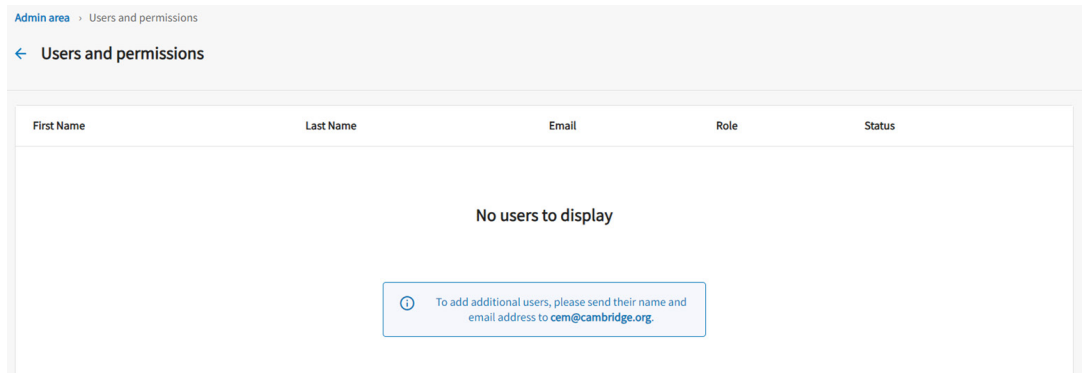 Admin area › Users and permissions
← Users and permissions
First Name Last Name Email Role Status
No users to display
To add additional users, please send their name and
email address to cem@cambridge.org.